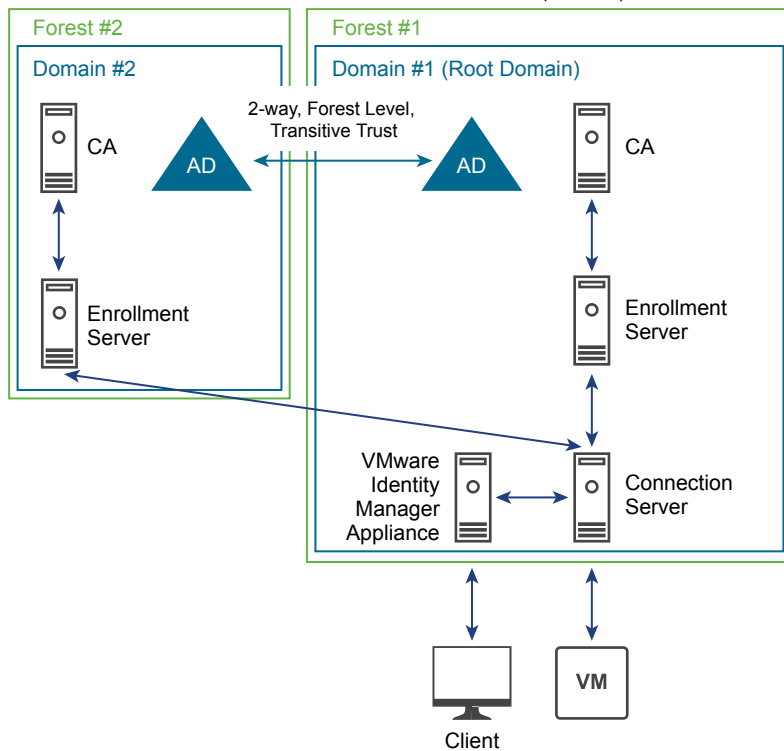 Forest #2
Forest #1
Domain #2
Domain #1 (Root Domain)
2-way, Forest Level,
Transitive Trust
CA
AD
AD
CA
Enrollment
Server
Enrollment
Server
VMware
Identity
Manager
Appliance
Connection
Server
Client
VM